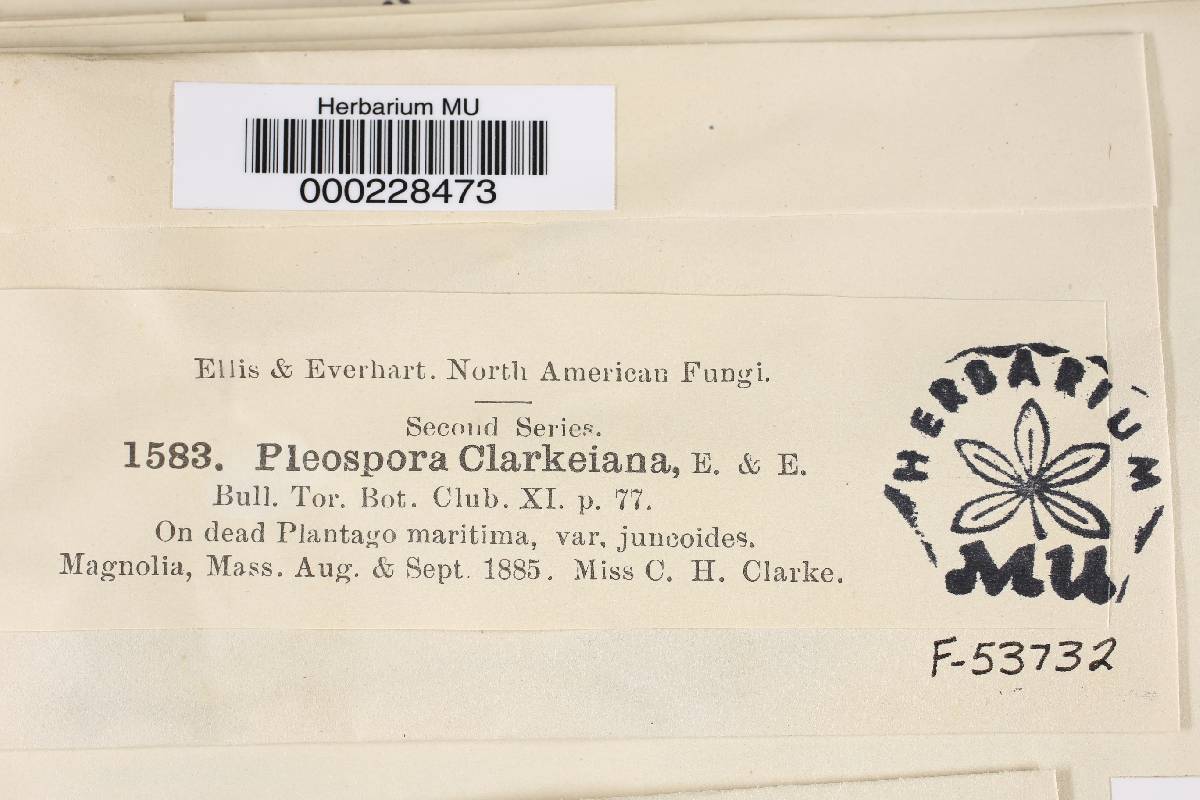 Herbarium MU
000228473
Ellis & Everhart. North American Fungi.
Second Series.
1583. Pleospora Clarkeiana, E. & E.
Bull. Tor. Bot. Club. XI. p. 77.
On dead Plantago maritima, var, juncoides.
Magnolia, Mass. Aug. & Sept. 1885. Miss C. H. Clarke.
HERBARIUM
MU
F-53732